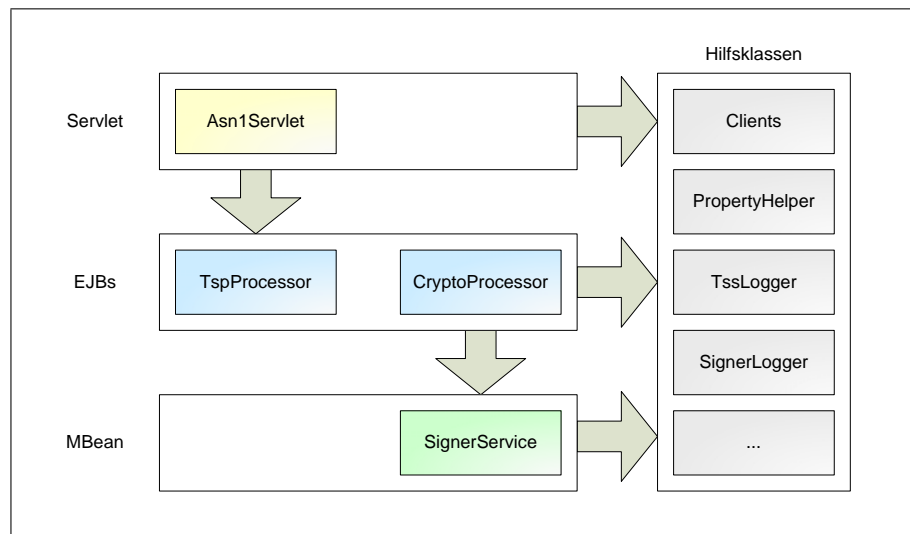 Hilfsklassen
Servlet
Asn1Servlet
Clients
PropertyHelper
EJBs
TspProcessor
CryptoProcessor
TssLogger
SignerLogger
MBean
SignerService
...